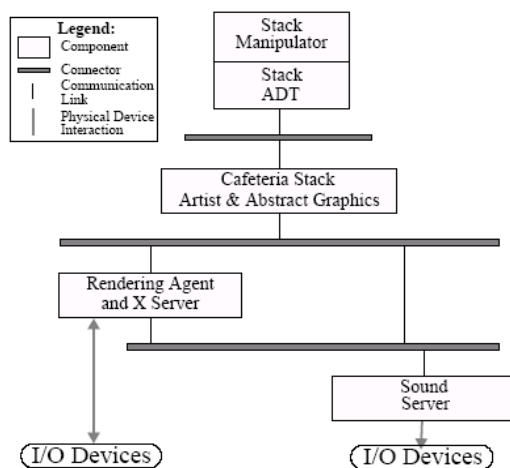 Legend:
Component
Connector
Communication
Link
Physical Device
Interaction
Stack
Manipulator
Stack
ADT
Cafeteria Stack
Artist & Abstract Graphics
Rendering Agent
and X Server
Sound
Server
I/O Devices
I/O Devices